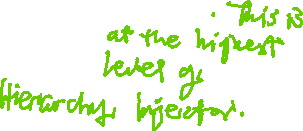 . This is
at the highest
level of
Hierarchy Injector.